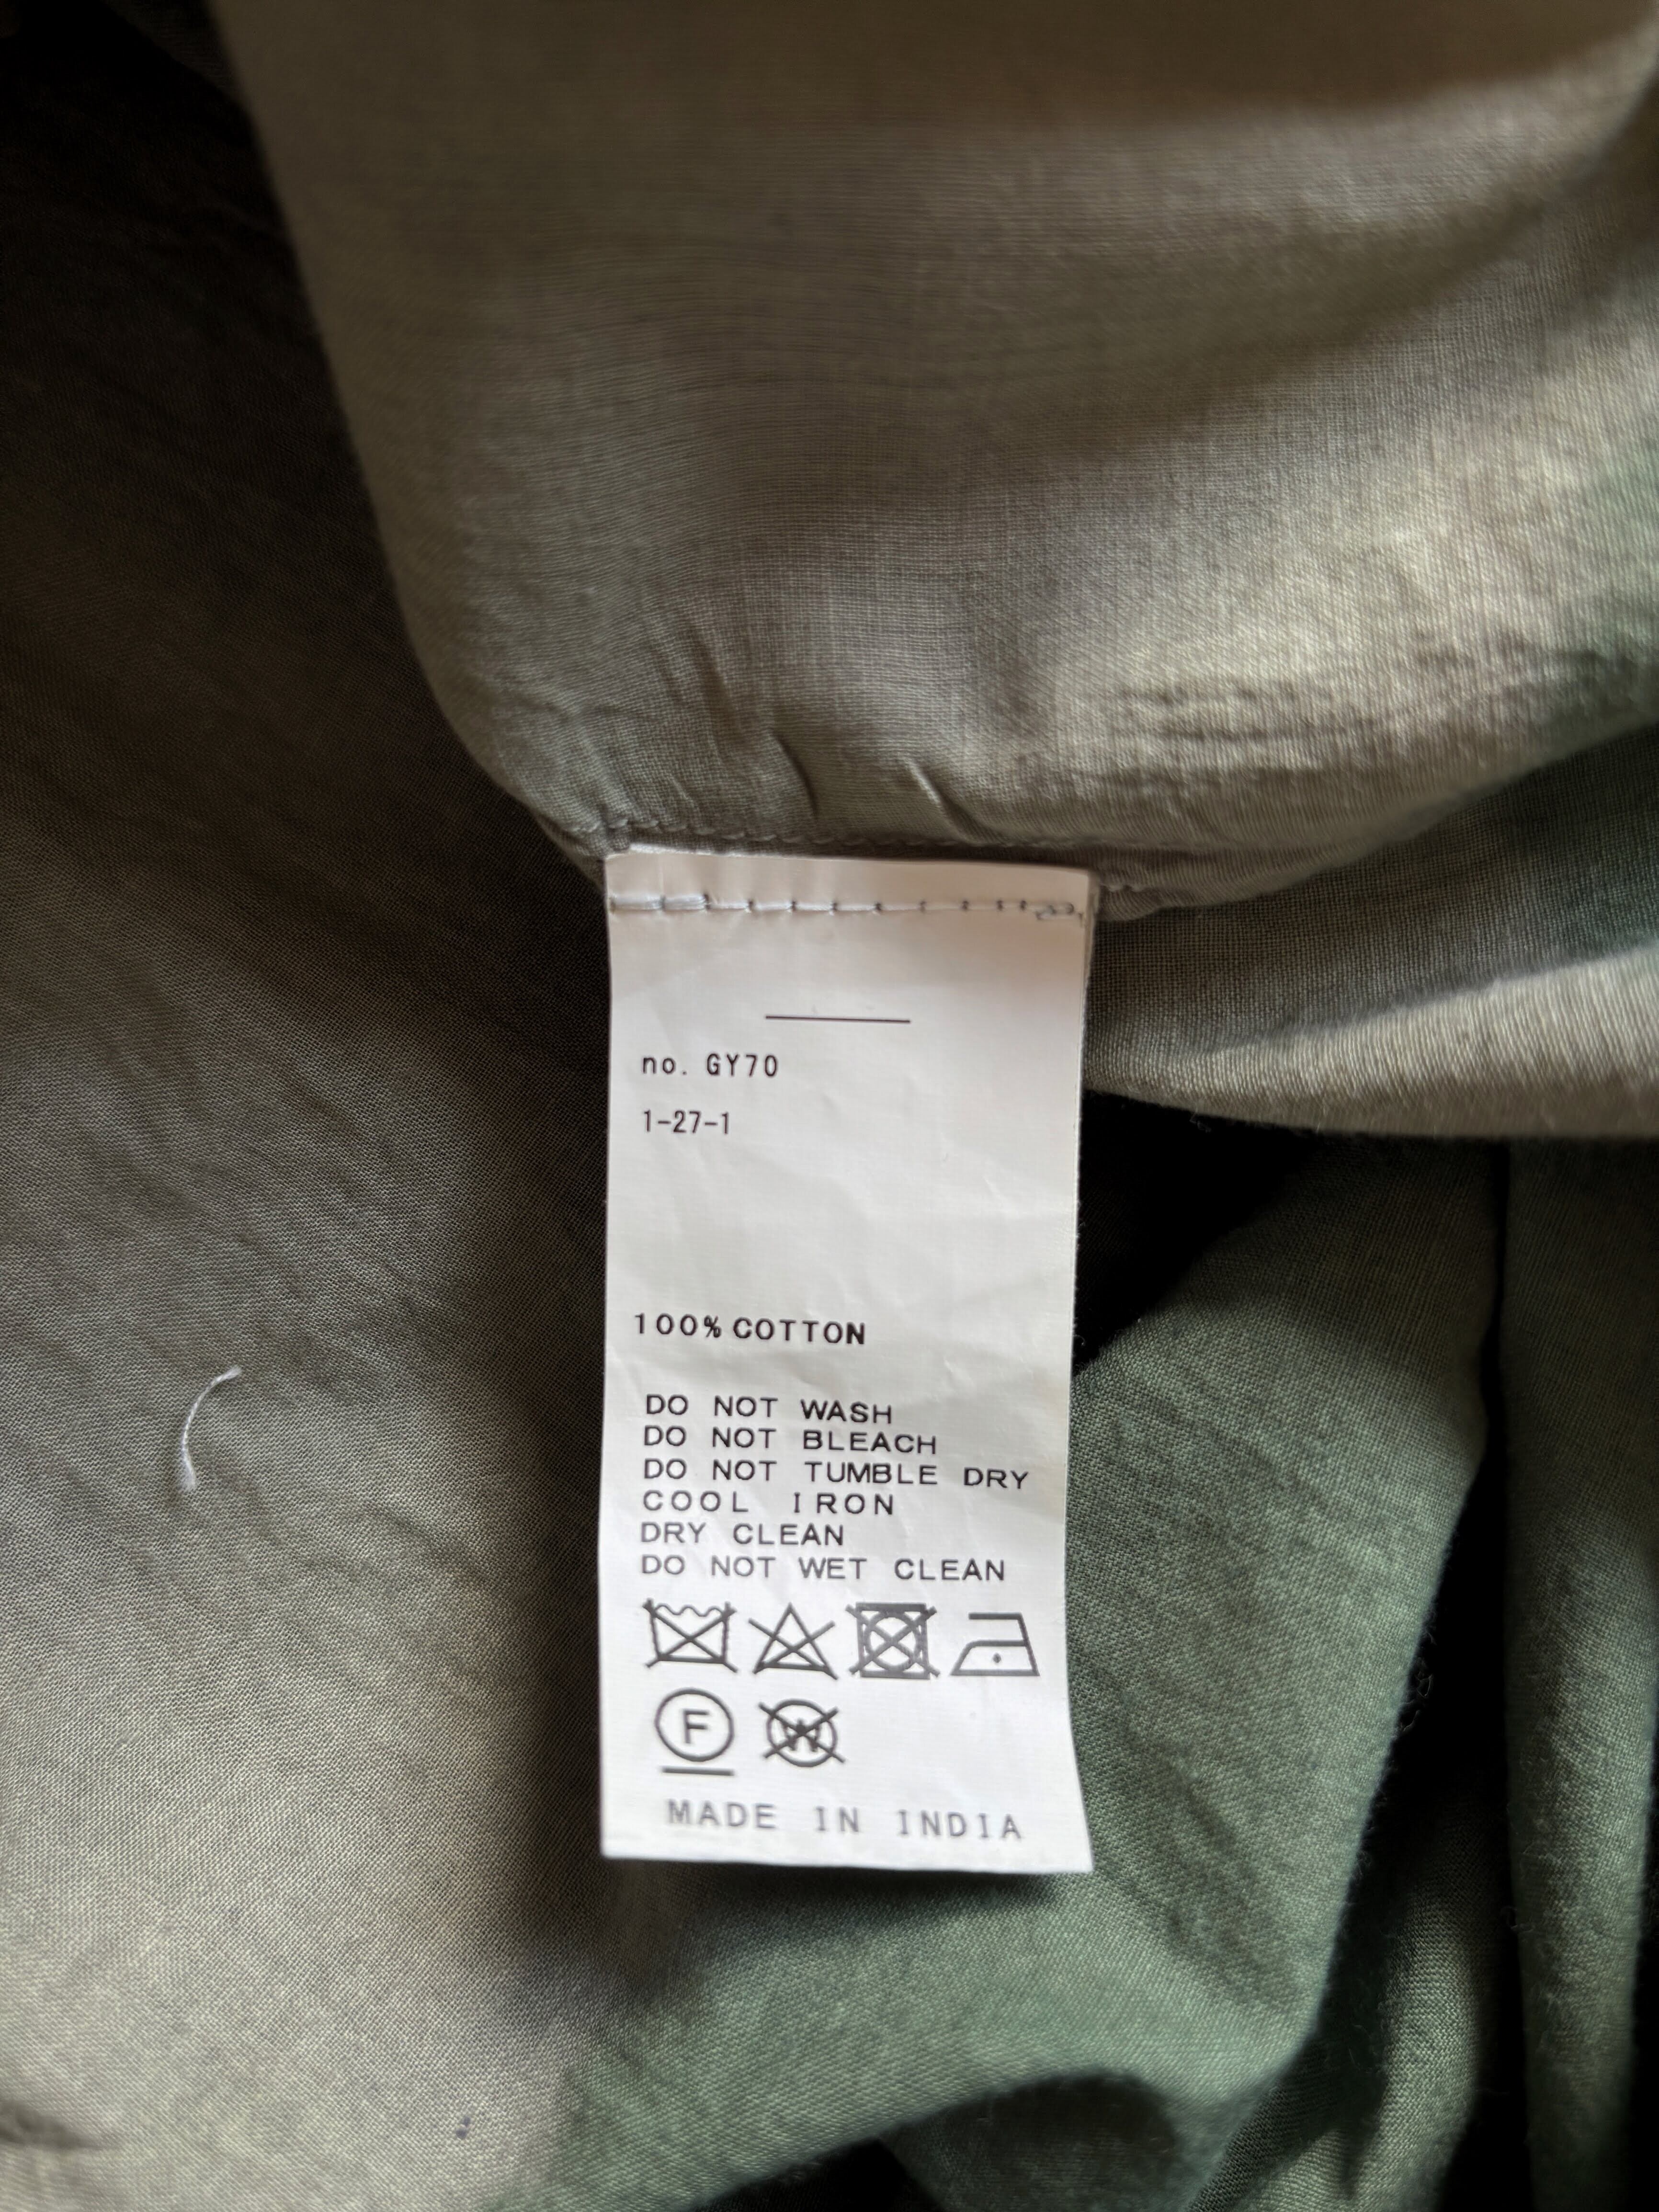 no. GY70
1-27-1
100% COTTON
DO NOT WASH
DO NOT BLEACH
DO NOT TUMBLE DRY
COOL IRON
DRY CLEAN
DO NOT WET CLEAN
F W
MADE IN INDIA